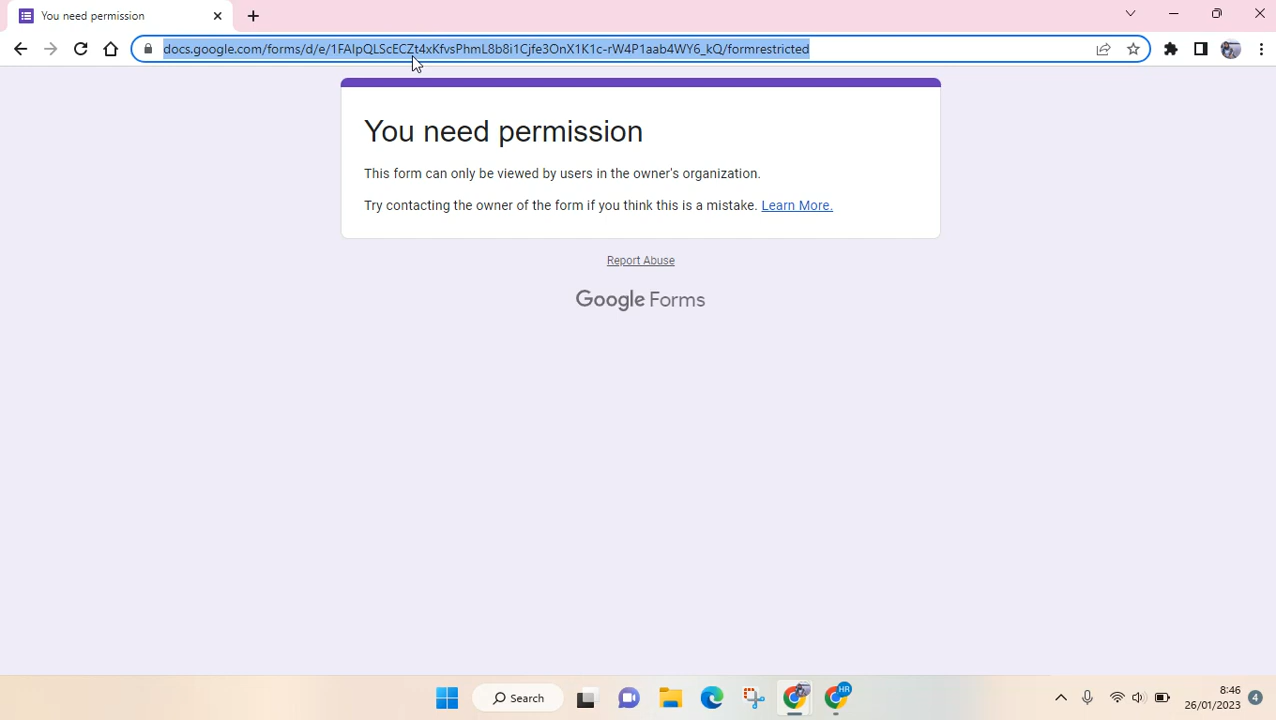 You need permission
docs.google.com/forms/d/e/1FAIpQLScECZt4xKfvsPhmL8b8i1Cjfe3OnX1K1c-rW4P1aab4WY6_kQ/formrestricted
You need permission
This form can only be viewed by users in the owner's organization.
Try contacting the owner of the form if you think this is a mistake. Learn More.
Report Abuse
Google Forms
Search
HR
8:46
26/01/2023
4